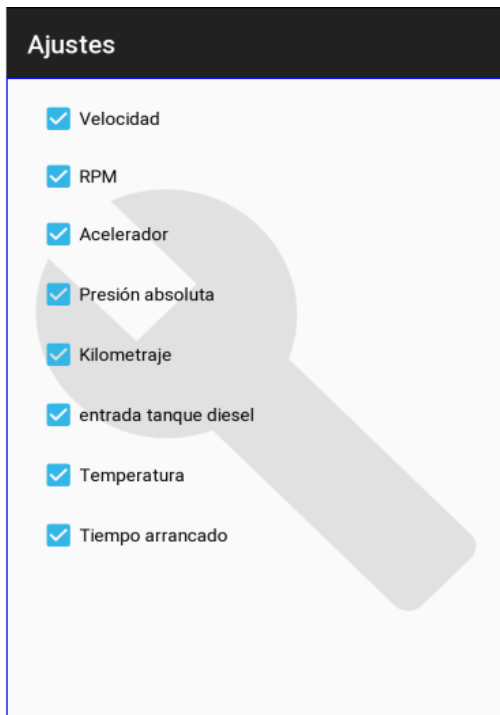 Ajustes
Velocidad
RPM
Acelerador
Presión absoluta
Kilometraje
entrada tanque diesel
Temperatura
Tiempo arrancado